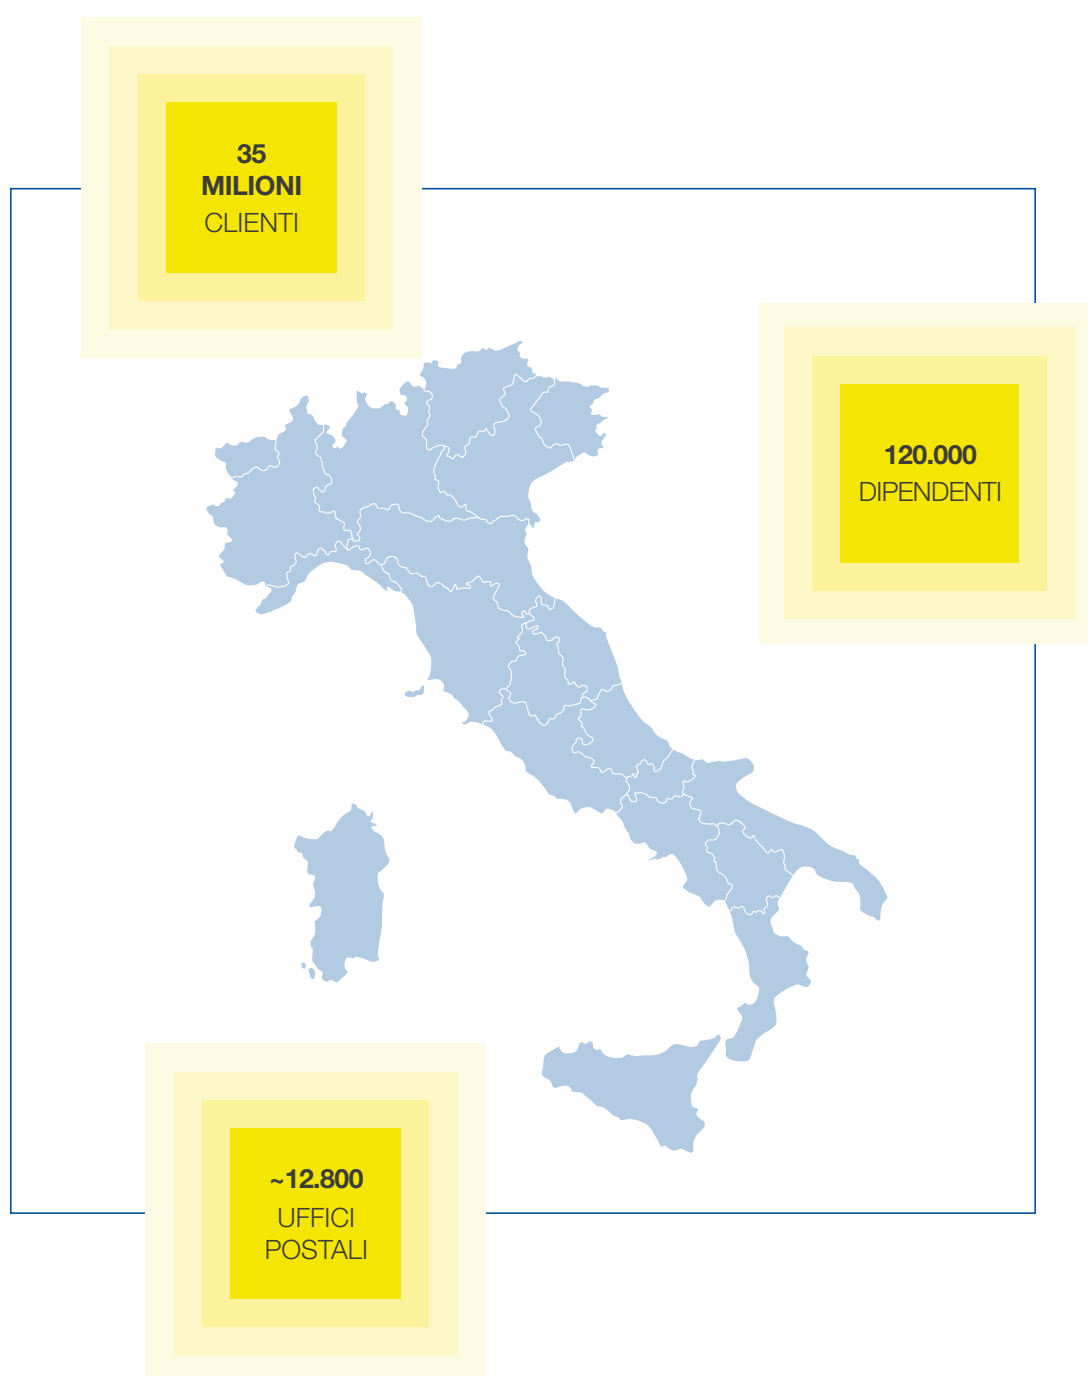 35
MILIONI
CLIENTI
120.000
DIPENDENTI
~12.800
UFFICI
POSTALI